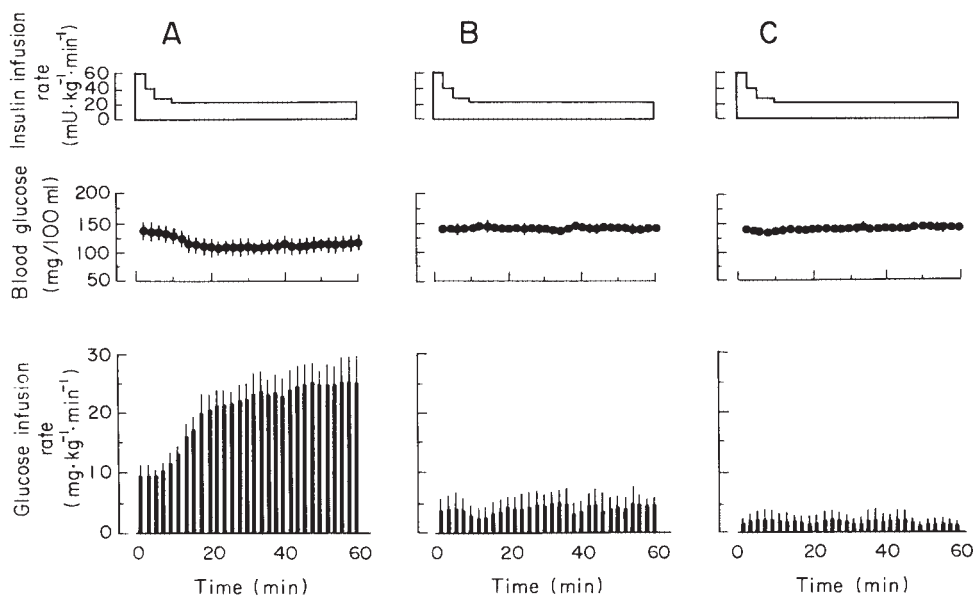 A B C
Insulin infusion
rate
(mU·kg⁻¹·min⁻¹)
60
40
20
0
Blood glucose
(mg/100 ml)
200
150
100
50
Glucose infusion
rate
(mg·kg⁻¹·min⁻¹)
30
20
10
0
0 20 40 60 0 20 40 60 0 20 40 60
Time (min) Time (min) Time (min)